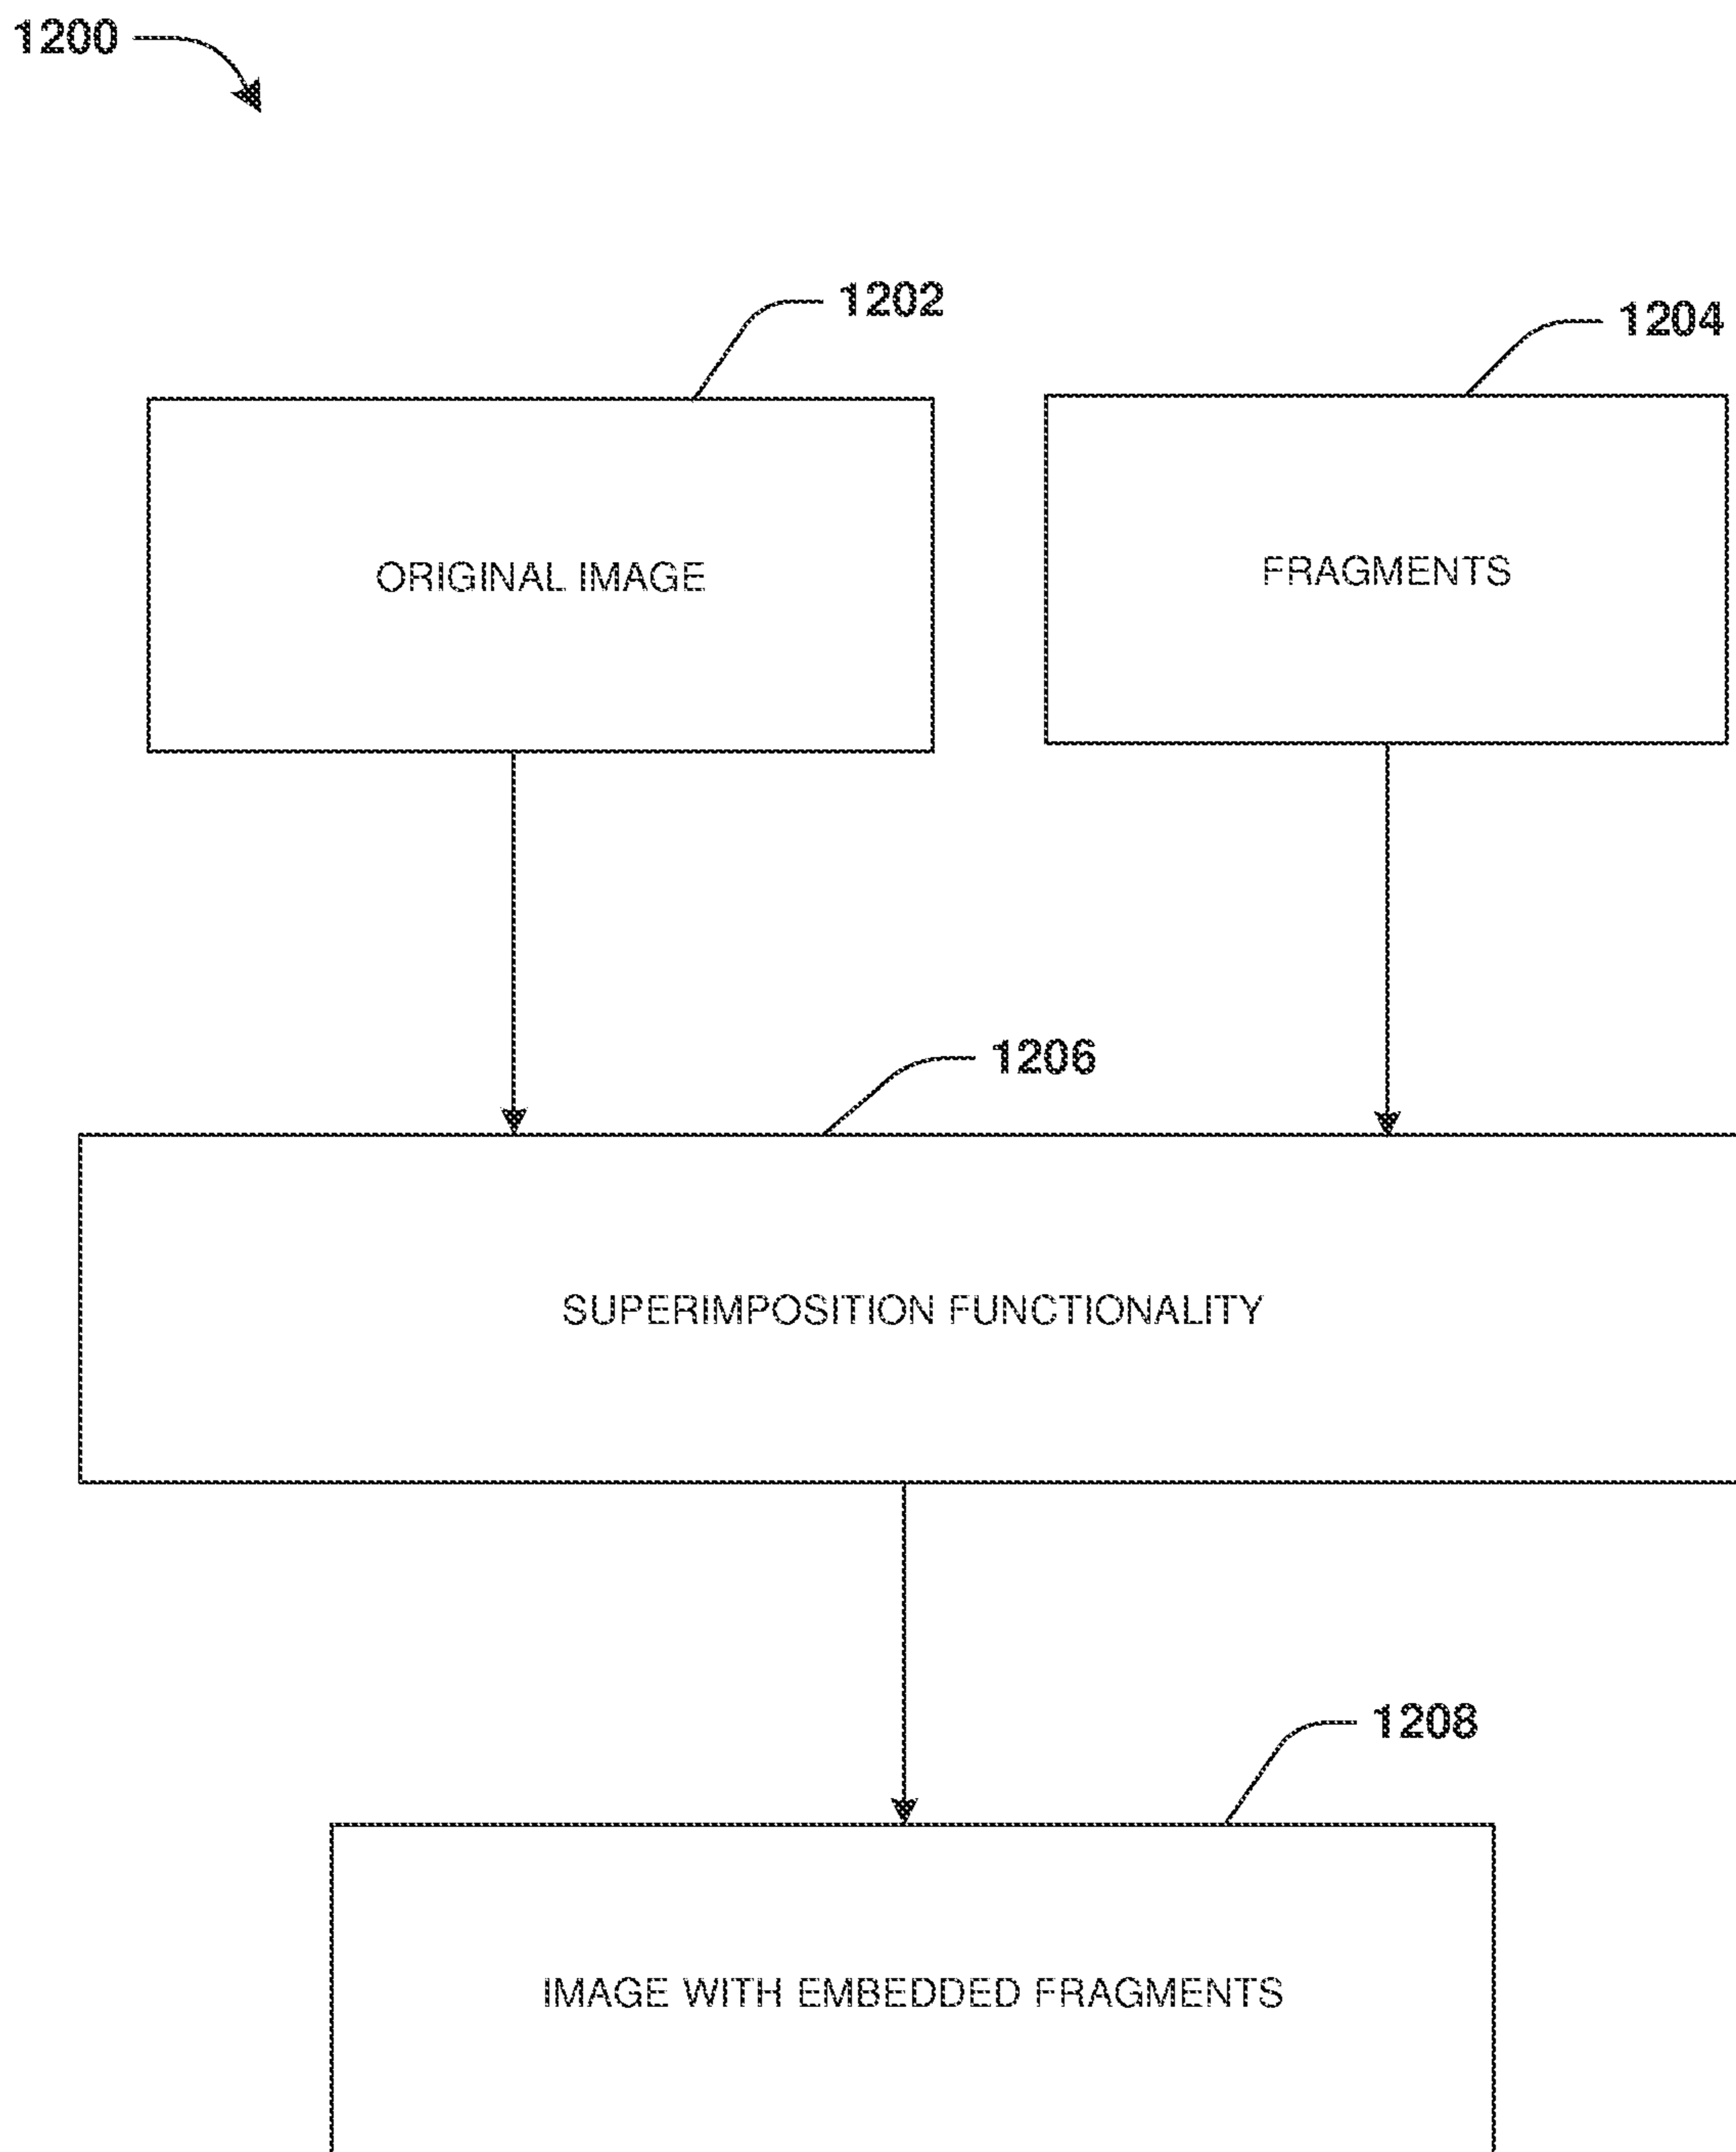 1200
1202
1204
ORIGINAL IMAGE
FRAGMENTS
1206
SUPERIMPOSITION FUNCTIONALITY
1208
IMAGE WITH EMBEDDED FRAGMENTS